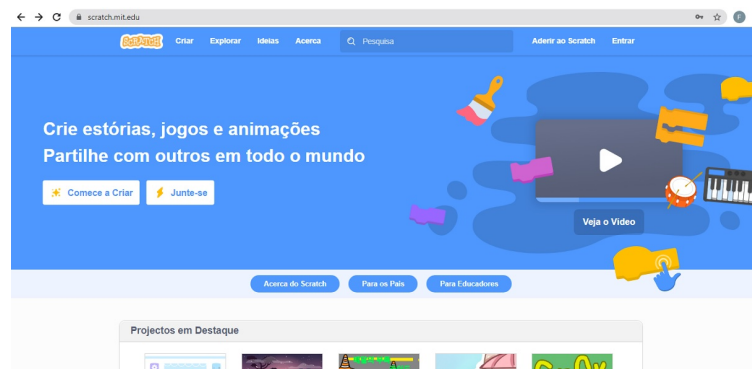 scratch.mit.edu
SCRATCH Criar Explorar Ideias Acerca Pesquisa Aderir ao Scratch Entrar
Crie estórias, jogos e animações
Partilhe com outros em todo o mundo
Comece a Criar Junte-se
Veja o Video
Acerca do Scratch Para os Pais Para Educadores
Projectos em Destaque